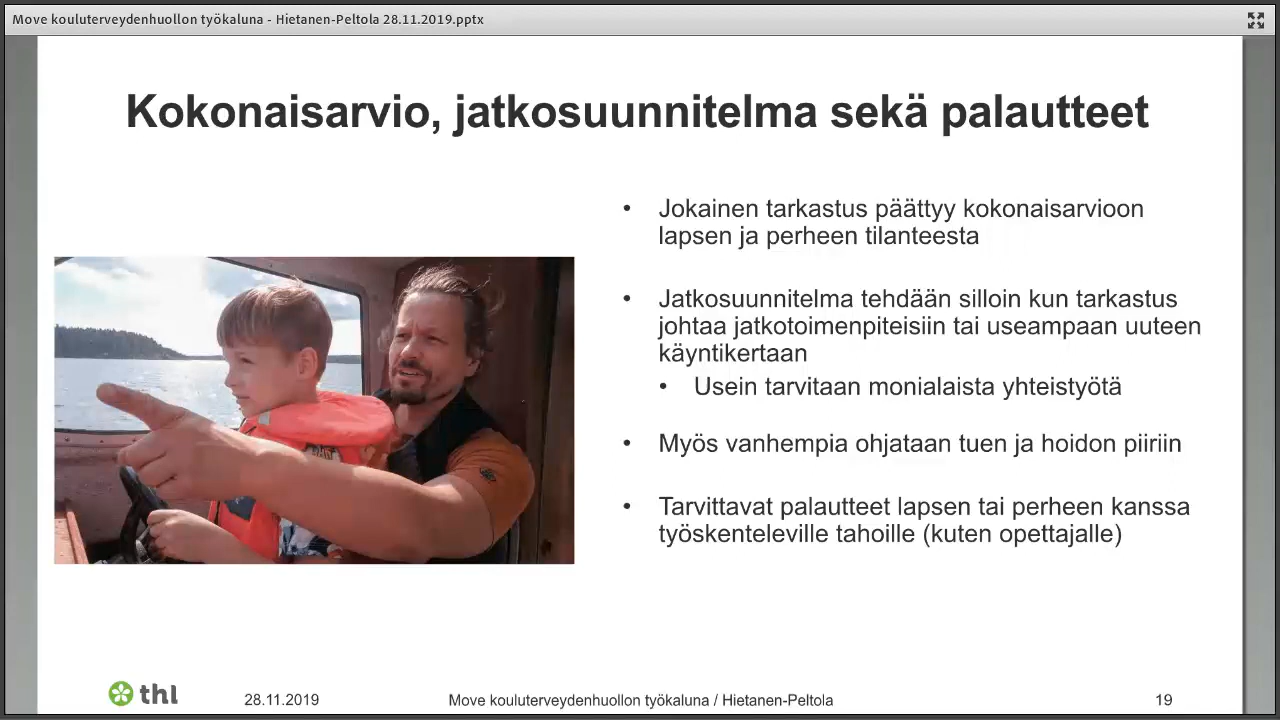 Move kouluterveydenhuollon työkaluna - Hietanen-Peltola 28.11.2019.pptx
Kokonaisarvio, jatkosuunnitelma sekä palautteet
• Jokainen tarkastus päättyy kokonaisarvioon
lapsen ja perheen tilanteesta
• Jatkosuunnitelma tehdään silloin kun tarkastus
johtaa jatkotoimenpiteisiin tai useampaan uuteen
käyntikertaan
• Usein tarvitaan monialaista yhteistyötä
• Myös vanhempia ohjataan tuen ja hoidon piiriin
• Tarvittavat palautteet lapsen tai perheen kanssa
työskenteleville tahoille (kuten opettajalle)
thl
28.11.2019
Move kouluterveydenhuollon työkaluna / Hietanen-Peltola
19